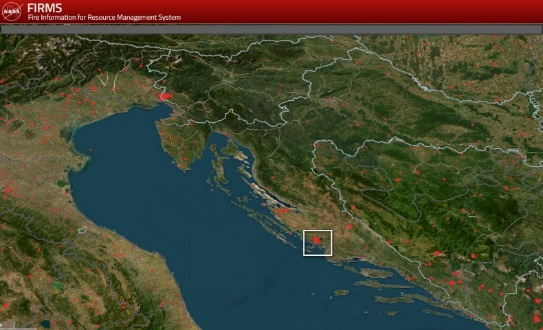 NASA
FIRMS
Fire Information for Resource Management System